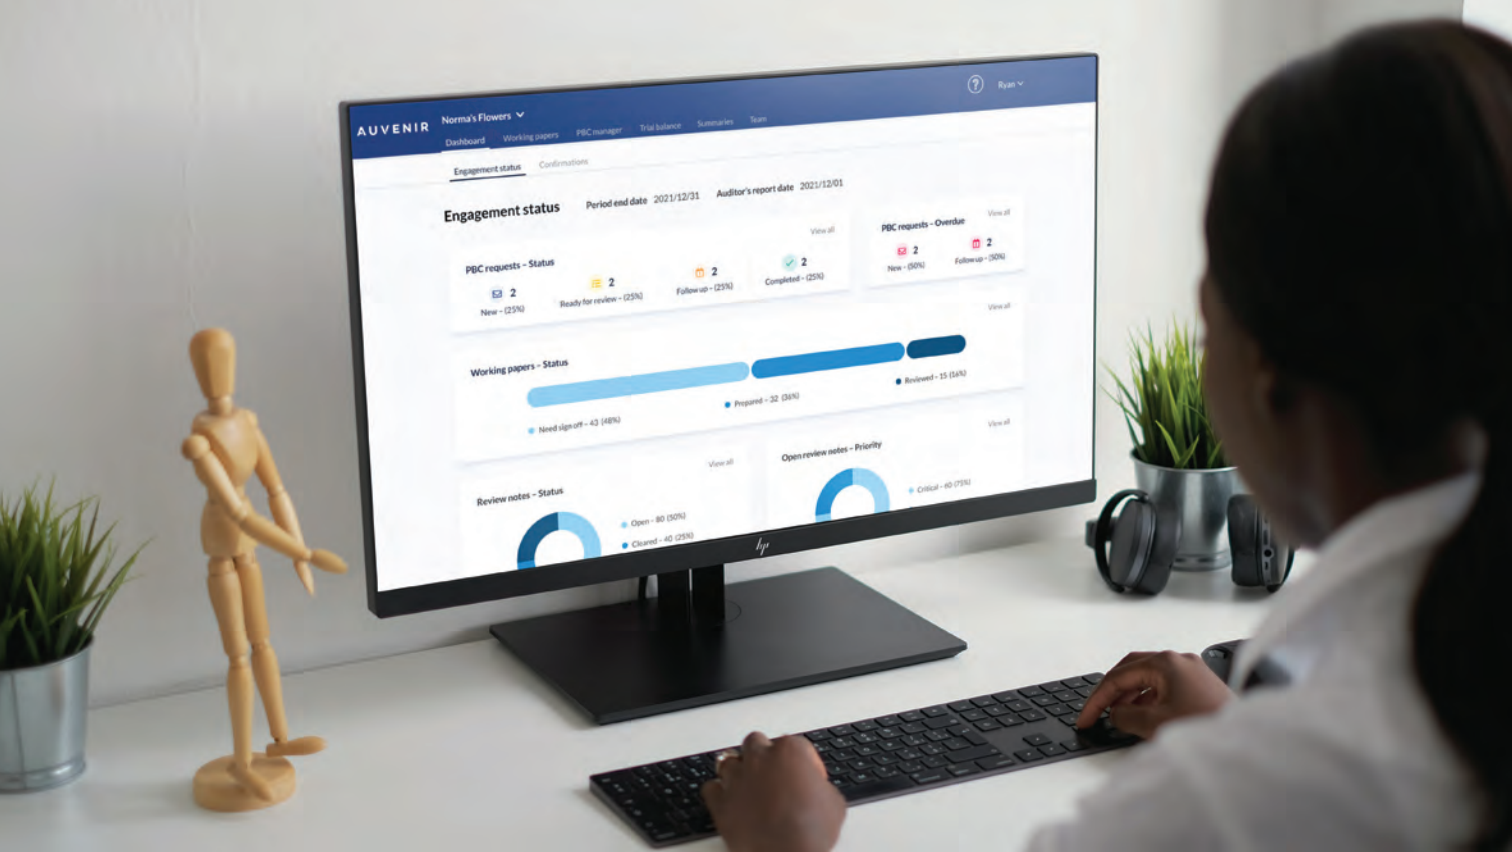 AUVENIR
Norma's Flowers
?
Ryan
Dashboard Working papers PBC manager Trial balance Summaries Team
Engagement status Confirmations
Engagement status Period end date 2021/12/31 Auditor's report date 2021/12/01
PBC requests – Status View all
2
New – (25%)
2
Ready for review – (25%)
2
Follow up – (25%)
2
Completed – (25%)
PBC requests – Overdue View all
2
New – (50%)
2
Follow up – (50%)
Working papers – Status View all
Need sign off – 43 (48%)
Prepared – 32 (36%)
Reviewed – 15 (16%)
Review notes – Status View all
Open – 80 (50%)
Cleared – 40 (25%)
Open review notes – Priority View all
Critical – 60 (75%)
hp